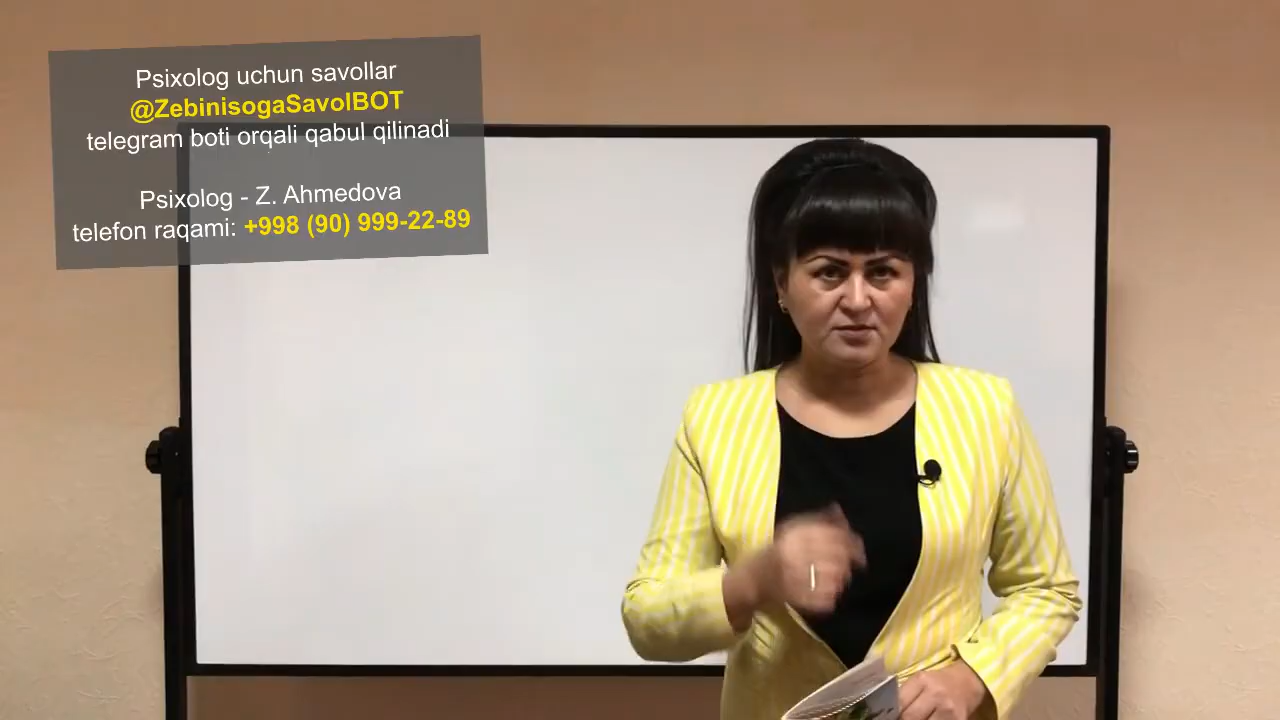 Psixolog uchun savollar
@ZebinisogaSavolBOT
telegram boti orqali qabul qilinadi
Psixolog - Z. Ahmedova
telefon raqami: +998 (90) 999-22-89